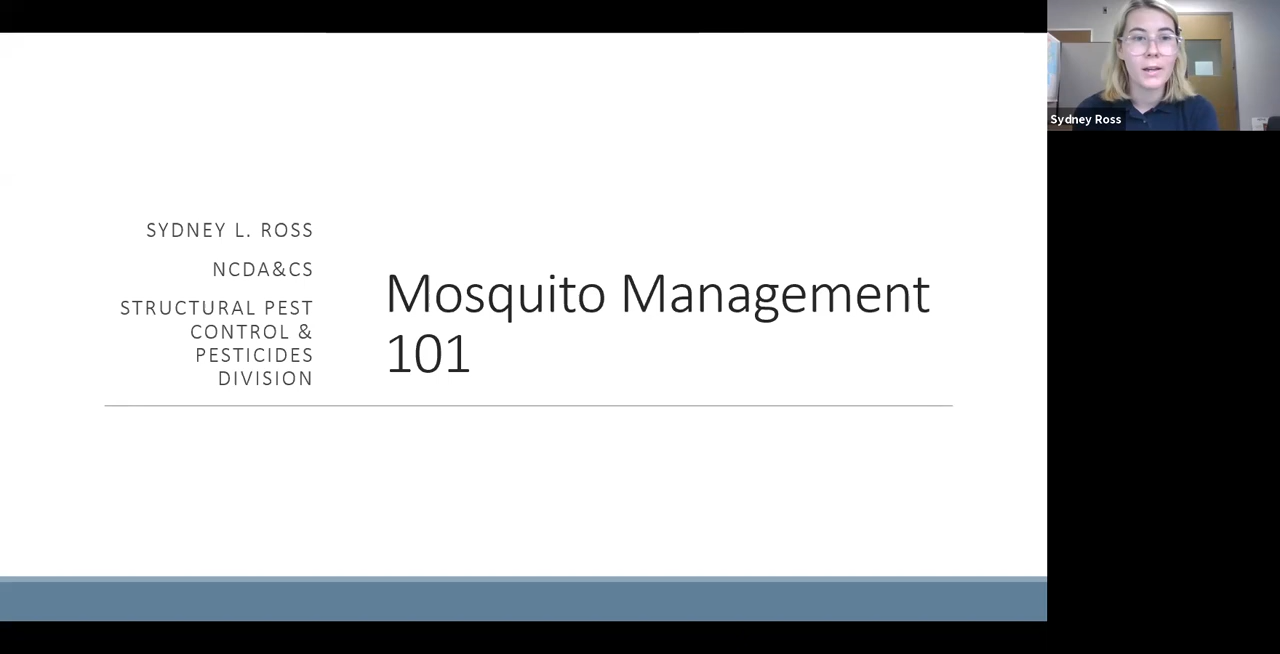 SYDNEY L. ROSS
NCDA&CS
STRUCTURAL PEST
CONTROL &
PESTICIDES
DIVISION
Mosquito Management
101
Sydney Ross